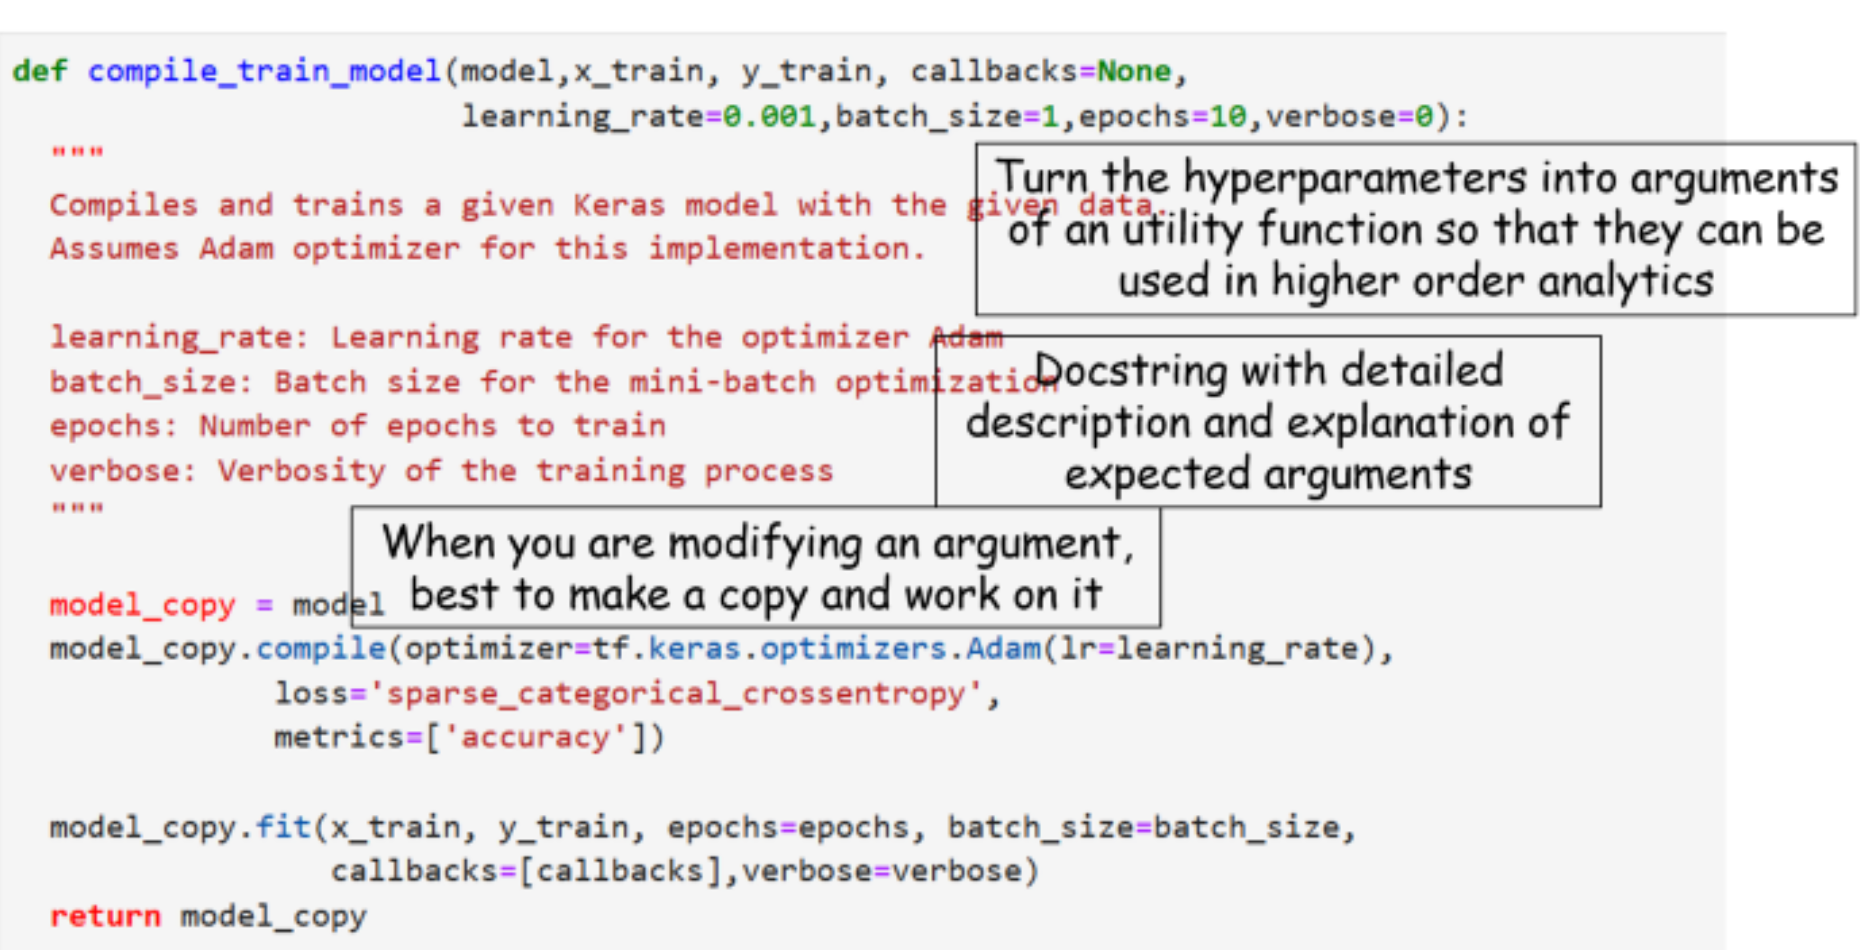 def compile_train_model(model,x_train, y_train, callbacks=None,
learning_rate=0.001,batch_size=1,epochs=10,verbose=0):
"""
Compiles and trains a given Keras model with the given data.
Assumes Adam optimizer for this implementation.
Turn the hyperparameters into arguments
of an utility function so that they can be
used in higher order analytics
learning_rate: Learning rate for the optimizer Adam
batch_size: Batch size for the mini-batch optimization
epochs: Number of epochs to train
verbose: Verbosity of the training process
"""
Docstring with detailed
description and explanation of
expected arguments
When you are modifying an argument,
best to make a copy and work on it
model_copy = model
model_copy.compile(optimizer=tf.keras.optimizers.Adam(lr=learning_rate),
loss='sparse_categorical_crossentropy',
metrics=['accuracy'])
model_copy.fit(x_train, y_train, epochs=epochs, batch_size=batch_size,
callbacks=[callbacks],verbose=verbose)
return model_copy